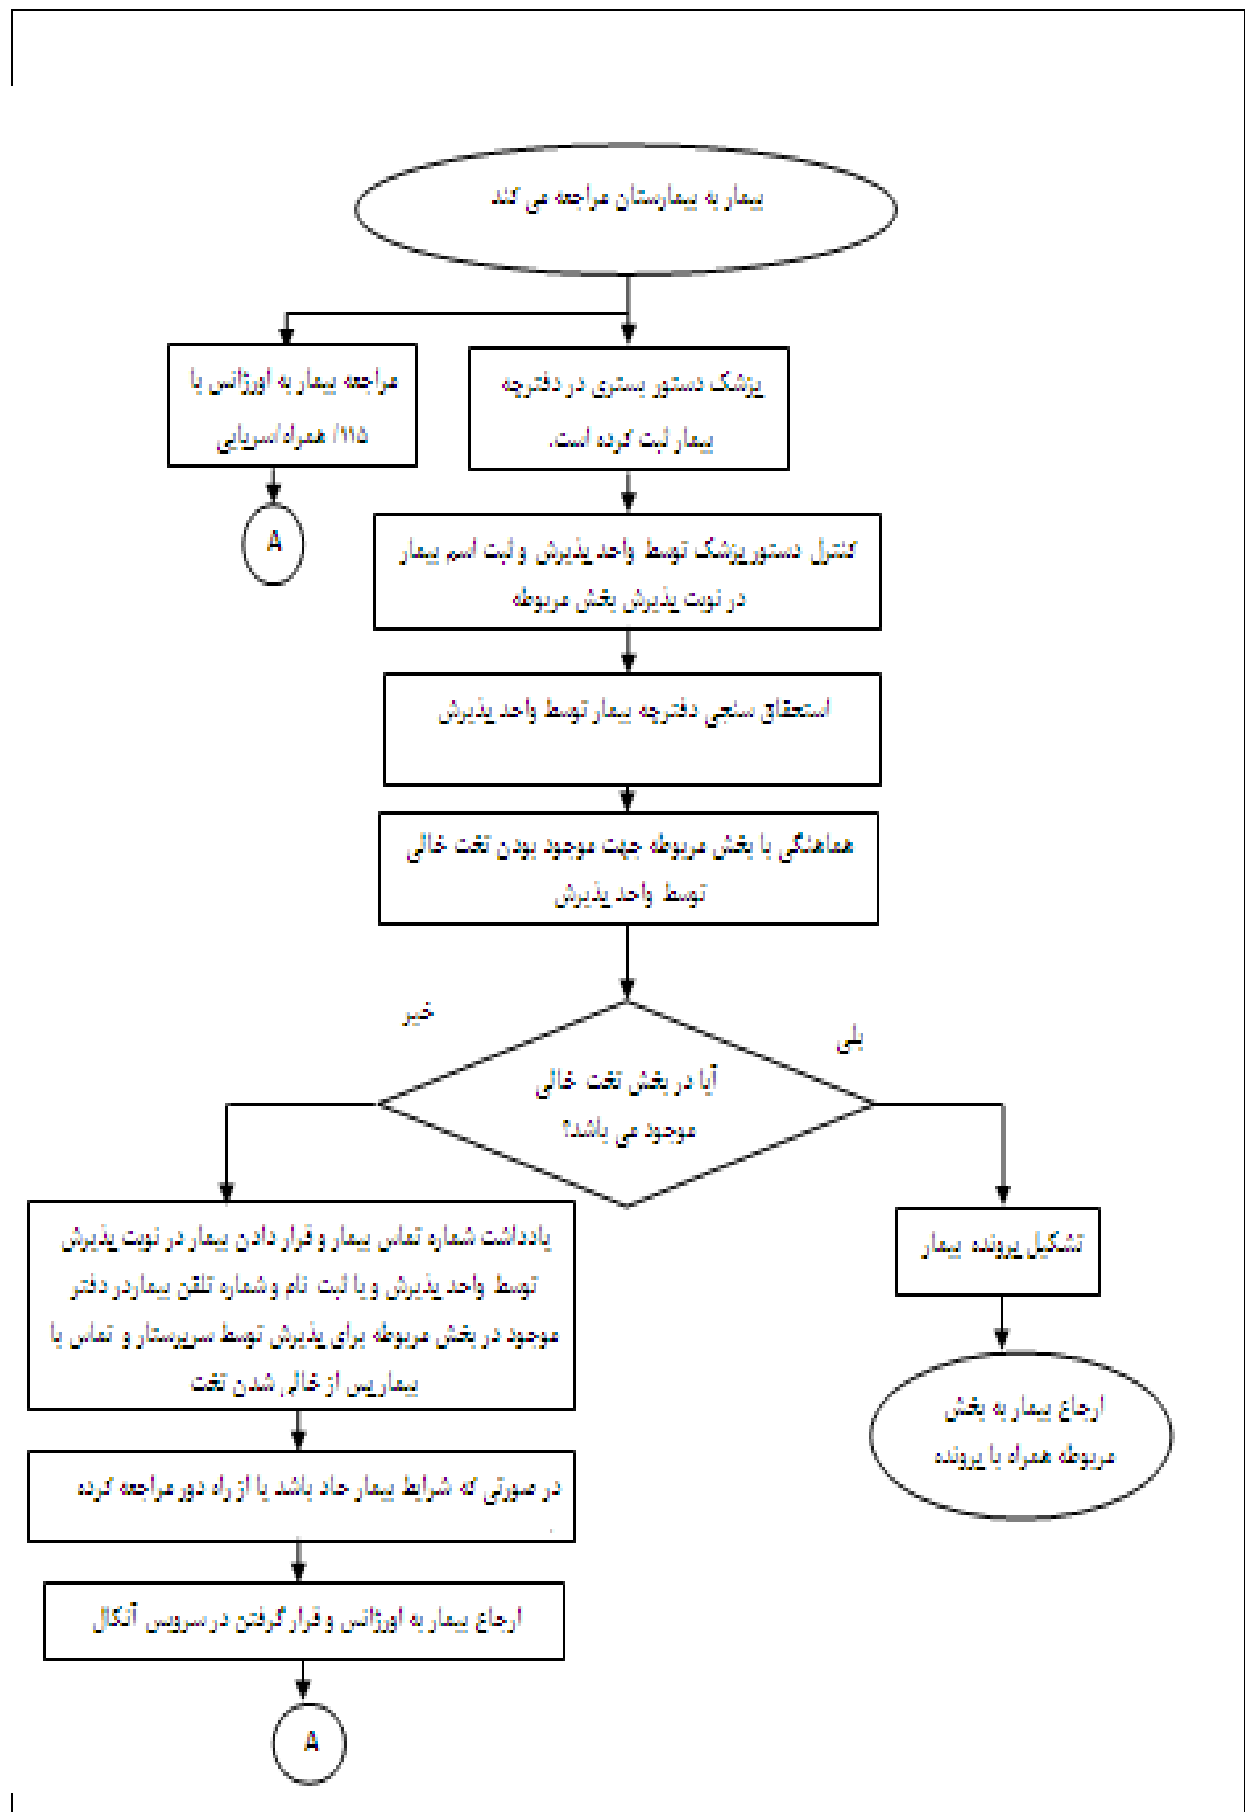 بیمار به بیمارستان مراجعه می کند
پزشک دستور بستری در دفترچه
بیمار ثبت کرده است.
مراجعه بیمار به اورژانس با
۱۱۵/ همراه/سرپایی
A
کنترل دستور پزشک توسط واحد پذیرش و ثبت اسم بیمار
در نوبت پذیرش بخش مربوطه
استحقاق سنجی دفترچه بیمار توسط واحد پذیرش
هماهنگی با بخش مربوطه جهت موجود بودن تخت خالی
توسط واحد پذیرش
خیر
بلی
آیا در بخش تخت خالی
موجود می باشد؟
تشکیل پرونده بیمار
ارجاع بیمار به بخش
مربوطه همراه با پرونده
یادداشت شماره تماس بیمار و قرار دادن بیمار در نوبت پذیرش
توسط واحد پذیرش و یا ثبت نام و شماره تلفن بیماردر دفتر
موجود در بخش مربوطه برای پذیرش توسط سرپرستار و تماس با
بیمارپس از خالی شدن تخت
در صورتی که شرایط بیمار حاد باشد یا از راه دور مراجعه کرده
.
ارجاع بیمار به اورژانس و قرار گرفتن در سرویس آنکال
A